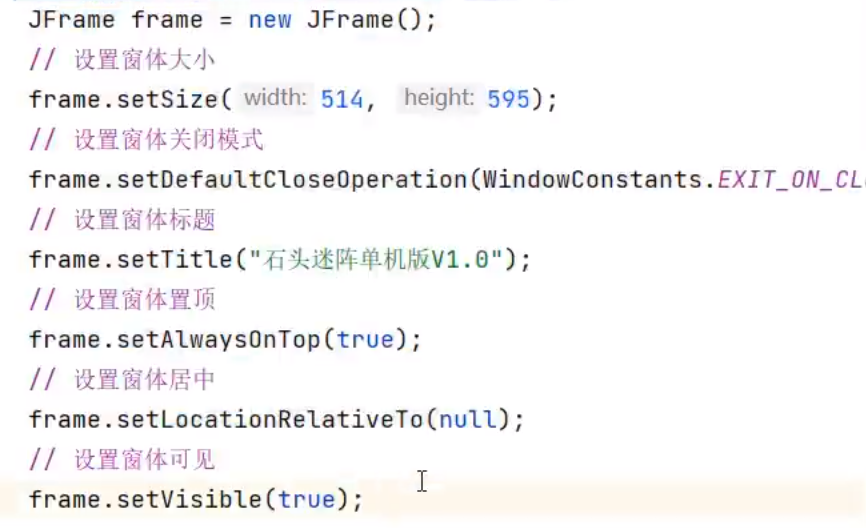 JFrame frame = new JFrame();
// 设置窗体大小
frame.setSize( width: 514, height: 595);
// 设置窗体关闭模式
frame.setDefaultCloseOperation(WindowConstants.EXIT_ON_CL
// 设置窗体标题
frame.setTitle("石头迷阵单机版V1.0");
// 设置窗体置顶
frame.setAlwaysOnTop(true);
// 设置窗体居中
frame.setLocationRelativeTo(null);
// 设置窗体可见
frame.setVisible(true);